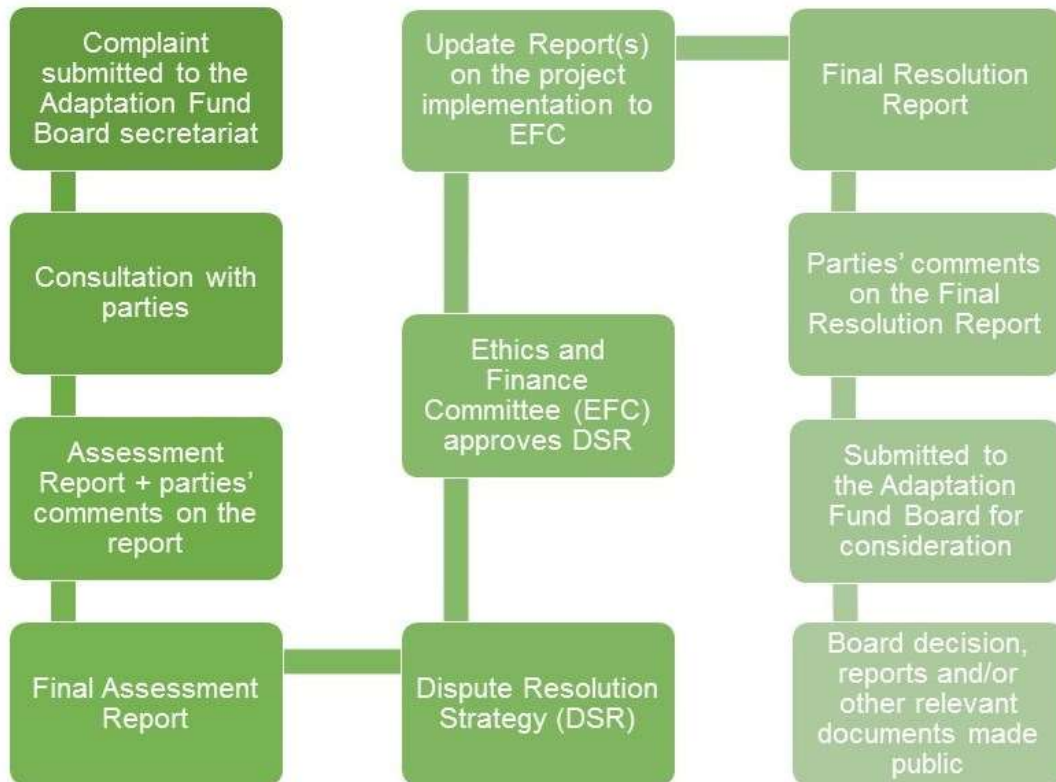 Complaint
submitted to the
Adaptation Fund
Board secretariat
Consultation with
parties
Assessment
Report + parties’
comments on the
report
Final Assessment
Report
Dispute Resolution
Strategy (DSR)
Ethics and
Finance
Committee (EFC)
approves DSR
Update Report(s)
on the project
implementation to
EFC
Final Resolution
Report
Parties’ comments
on the Final
Resolution Report
Submitted to
the Adaptation
Fund Board for
consideration
Board decision,
reports and/or
other relevant
documents made
public